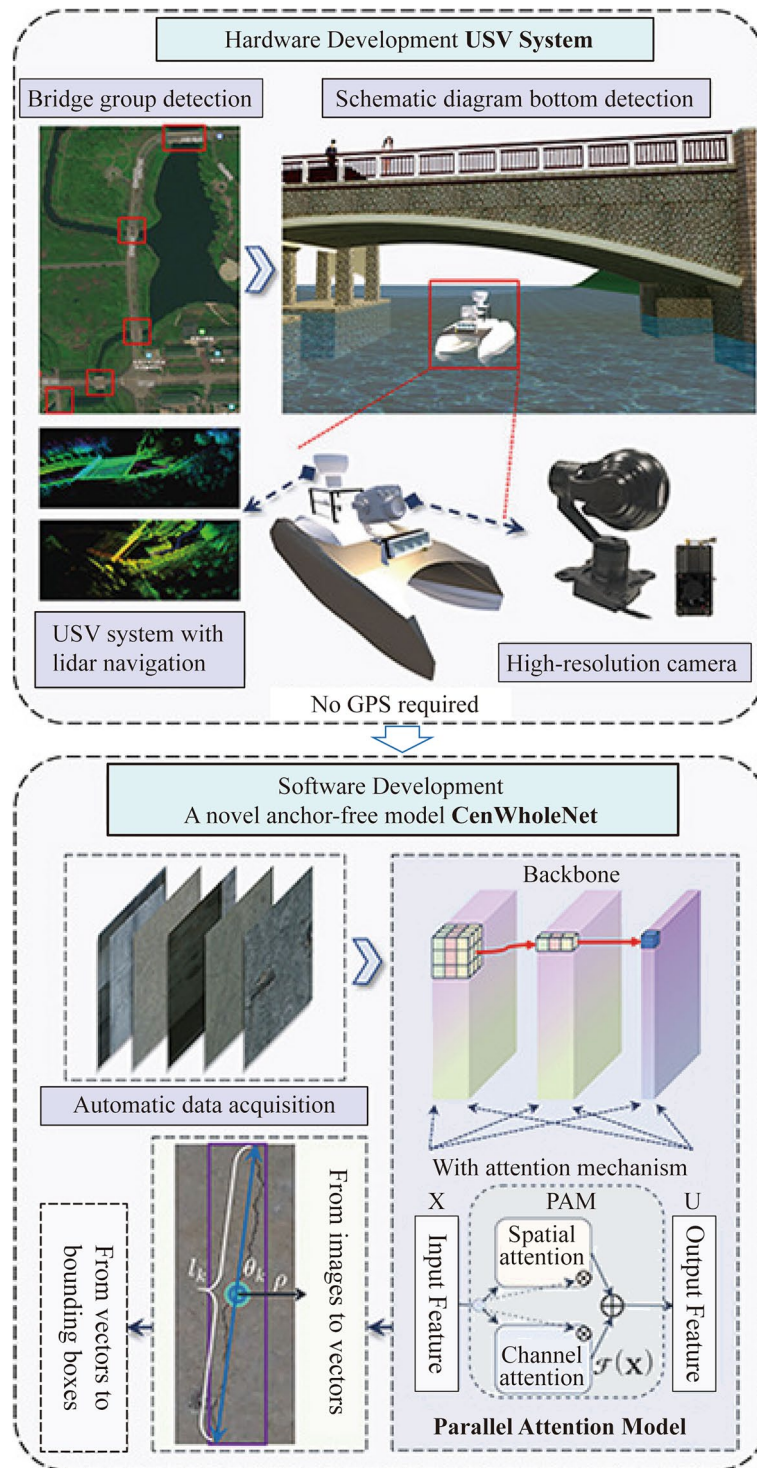 Hardware Development USV System
Bridge group detection
Schematic diagram bottom detection
USV system with
lidar navigation
High-resolution camera
No GPS required
Software Development
A novel anchor-free model CenWholeNet
Automatic data acquisition
Backbone
With attention mechanism
X
PAM
U
Input Feature
Spatial
attention
Channel
attention
ℱ(X)
Output Feature
Parallel Attention Model
From images to vectors
l_k
θ_k
ρ
From vectors to
bounding boxes